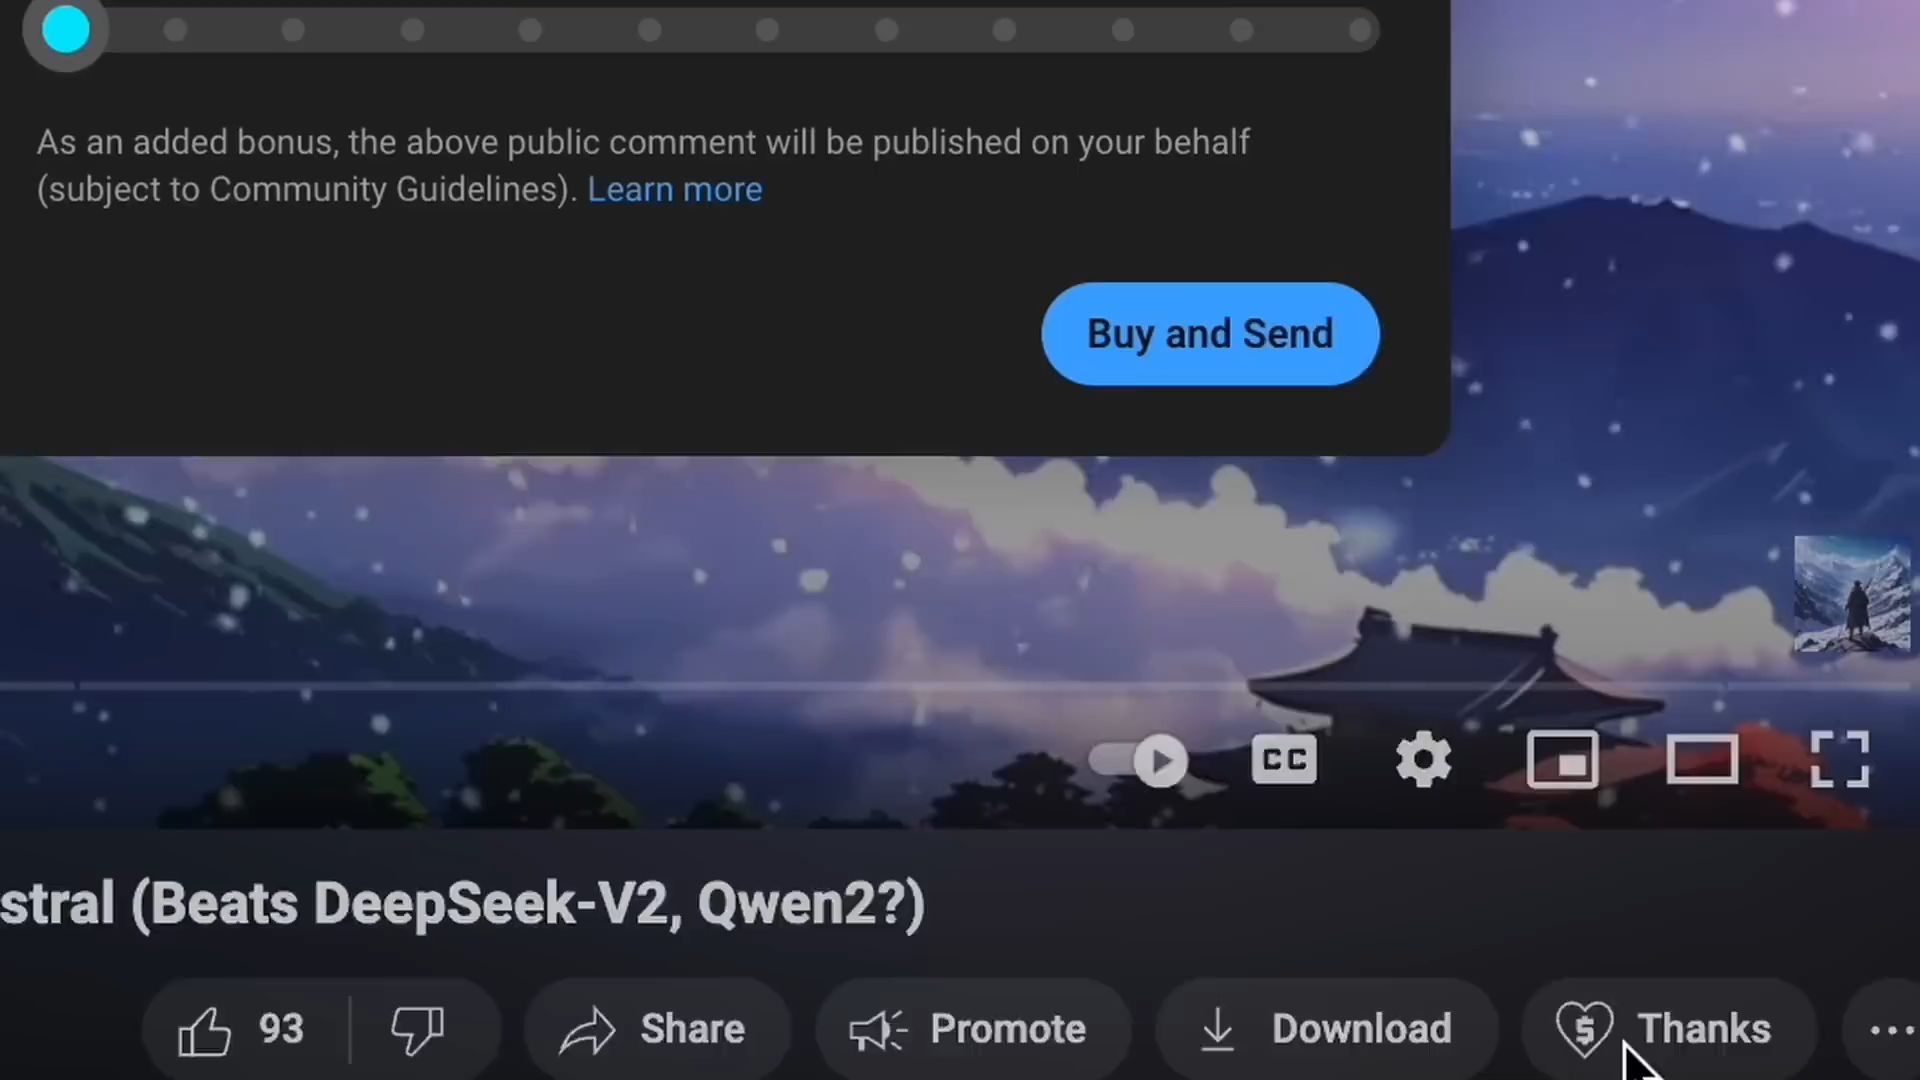 As an added bonus, the above public comment will be published on your behalf
(subject to Community Guidelines). Learn more
Buy and Send
CC
stral (Beats DeepSeek-V2, Qwen2?)
93
Share
Promote
Download
Thanks